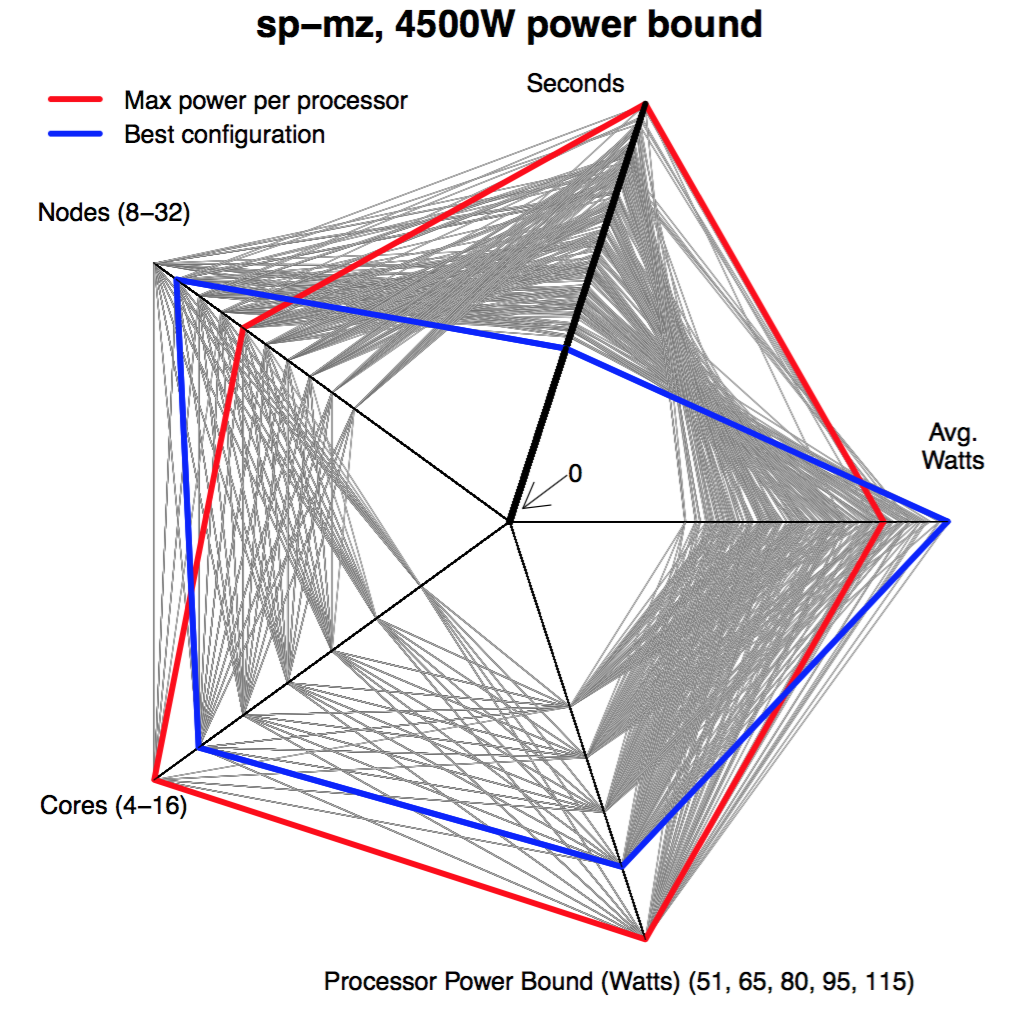 sp−mz, 4500W power bound
Seconds
Max power per processor
Best configuration
Nodes (8−32)
Avg.
Watts
0
Cores (4−16)
Processor Power Bound (Watts) (51, 65, 80, 95, 115)